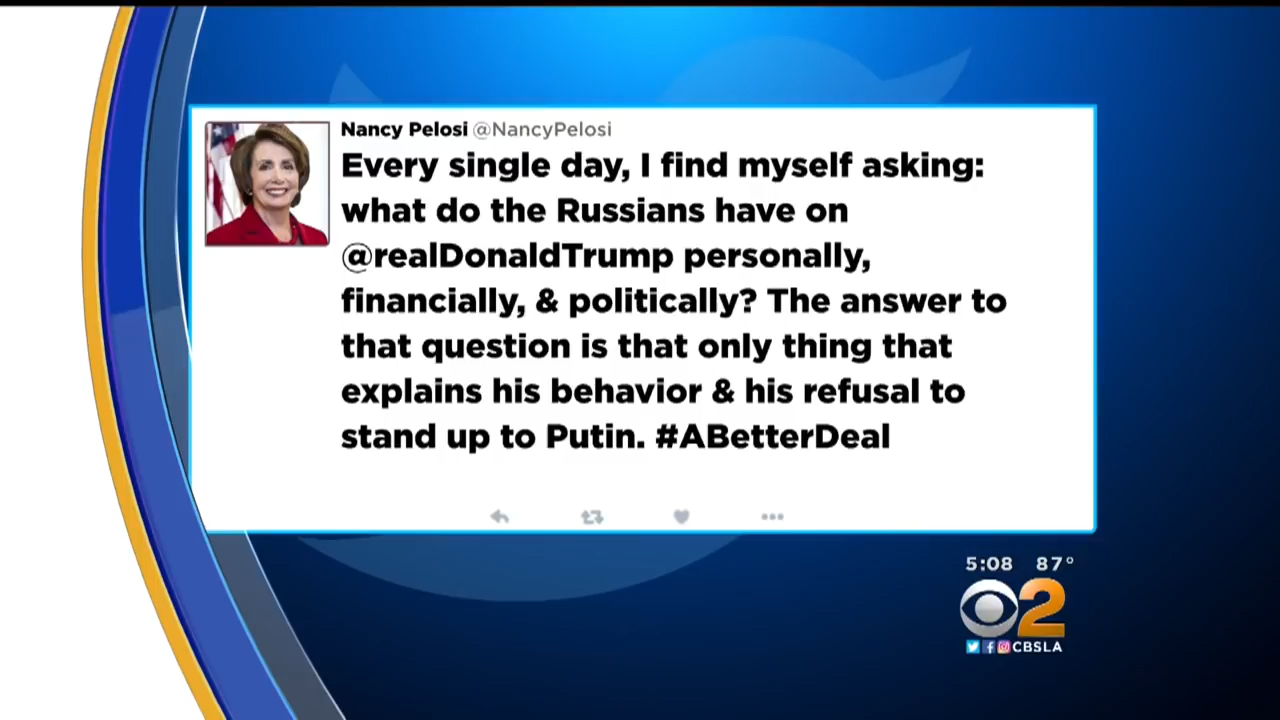 Nancy Pelosi @NancyPelosi
Every single day, I find myself asking:
what do the Russians have on
@realDonaldTrump personally,
financially, & politically? The answer to
that question is that only thing that
explains his behavior & his refusal to
stand up to Putin. #ABetterDeal
5:08 87°
2
CBSLA